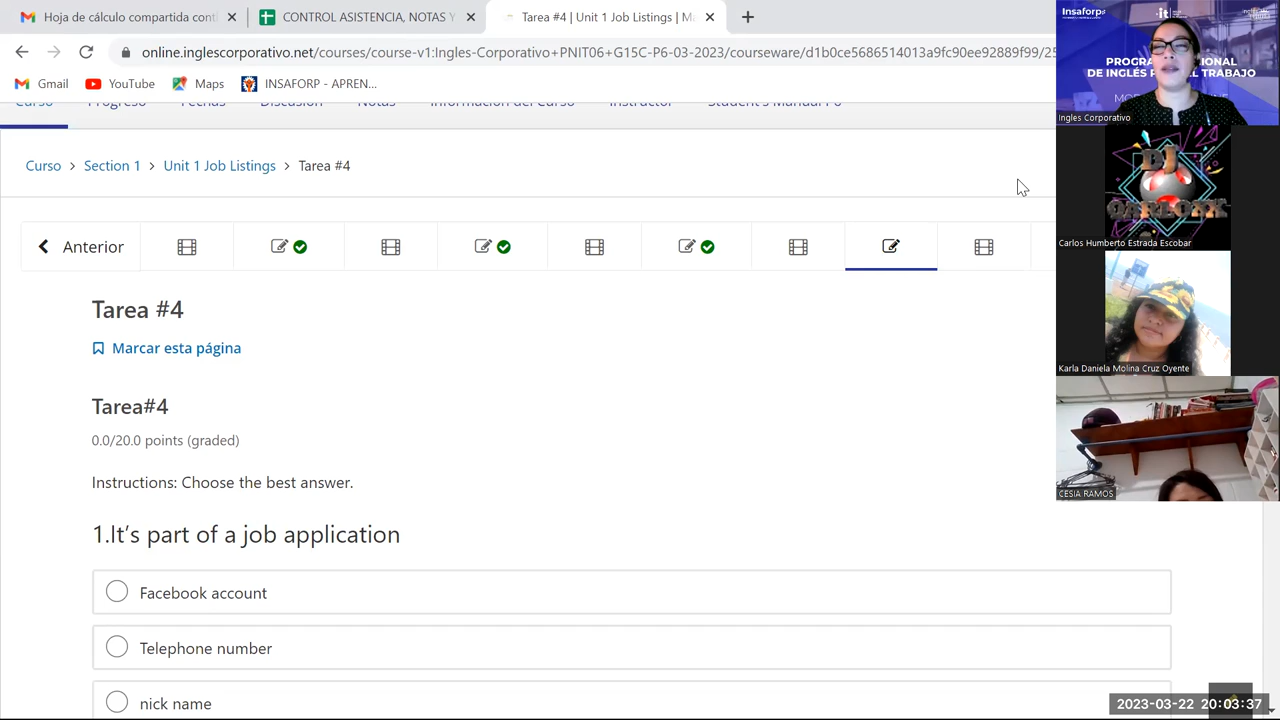 Hoja de cálculo compartida cont
CONTROL ASISTENCIA Y NOTAS V
Tarea #4 | Unit 1 Job Listings | Ma
online.inglescorporativo.net/courses/course-v1:Ingles-Corporativo+PNIT06+G15C-P6-03-2023/courseware/
Gmail
YouTube
Maps
INSAFORP - APREN...
Curso
Progreso
Fechas
Discusión
Notas
Información del Curso
Instructor
Student's Manual P6
Curso > Section 1 > Unit 1 Job Listings > Tarea #4
Anterior
Tarea #4
Marcar esta página
Tarea#4
0.0/20.0 points (graded)
Instructions: Choose the best answer.
1.It’s part of a job application
Facebook account
Telephone number
nick name
Insaforp
it
DE INGLÉS
EL TRABAJO
Ingles Corporativo
DJ
QARLOXX
Carlos Humberto Estrada Escobar
Karla Daniela Molina Cruz Oyente
CESIA RAMOS
2023-03-22 20:03:37